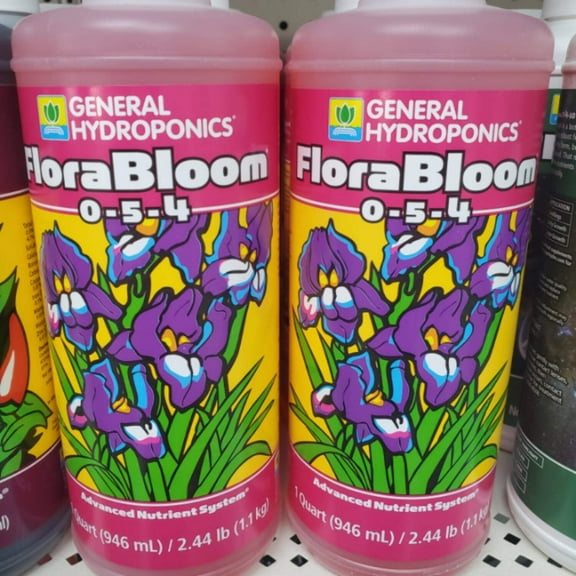 GENERAL
HYDROPONICS
FloraBloom
0-5-4
Advanced Nutrient System
Quart (946 mL) / 2.44 lb (1.1 kg)
GENERAL
HYDROPONICS
FloraBloom
0-5-4
Advanced Nutrient System
1 Quart (946 mL) / 2.44 lb (1.1 kg)